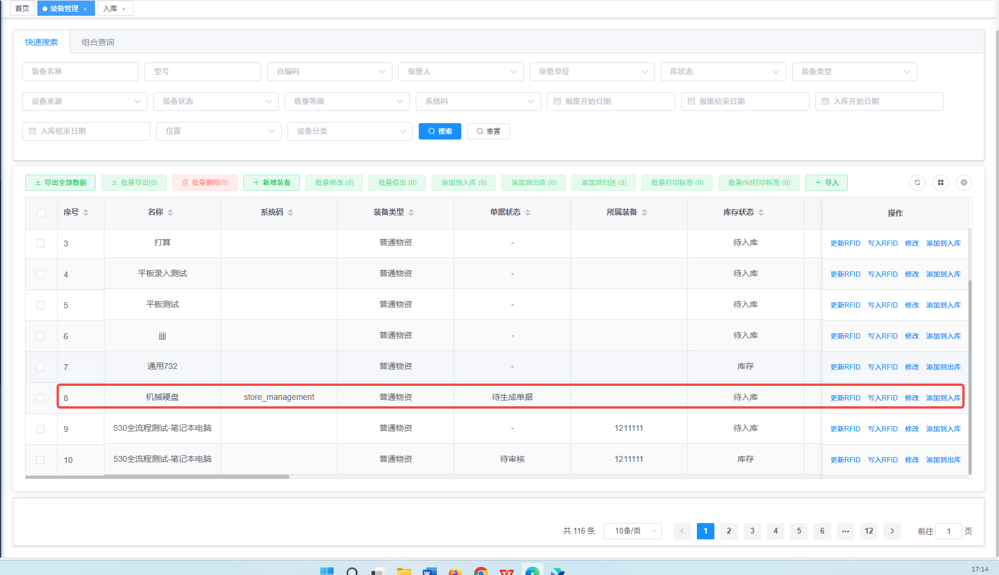 首页 装备管理 × 入库 ×
快速搜索 组合查询
装备名称 型号 自编码 保管人 保管单位 库状态 装备类型
设备来源 装备状态 质量等级 系统码 报废开始日期 报废结束日期 入库开始日期
入库结束日期 位置 设备分类 搜索 重置
导出全部数据 批量导出(0) 批量删除(0) 新增装备 批量修改 (0) 批量借出 (0) 添加到入库 (0) 添加到出库 (0) 添加到归还 (0) 批量打印标签 (0) 批量rfid打印标签 (0) 导入
序号 名称 系统码 装备类型 单据状态 所属装备 库存状态 操作
3 打算 普通物资 - 待入库 更新RFID 写入RFID 修改 添加到入库
4 平板录入测试 普通物资 - 待入库 更新RFID 写入RFID 修改 添加到入库
5 平板测试 普通物资 - 待入库 更新RFID 写入RFID 修改 添加到入库
6 jjjj 普通物资 - 待入库 更新RFID 写入RFID 修改 添加到入库
7 通用732 普通物资 - 库存 更新RFID 写入RFID 修改 添加到出库
8 机械硬盘 store_management 普通物资 待生成单据 待入库 更新RFID 写入RFID 修改 添加到入库
9 530全流程测试-笔记本电脑 普通物资 - 1211111 待入库 更新RFID 写入RFID 修改 添加到入库
10 530全流程测试-笔记本电脑 普通物资 待审核 1211111 库存 更新RFID 写入RFID 修改 添加到出库
共 116 条 10条/页 1 2 3 4 5 6 ••• 12 前往 1 页
17:14